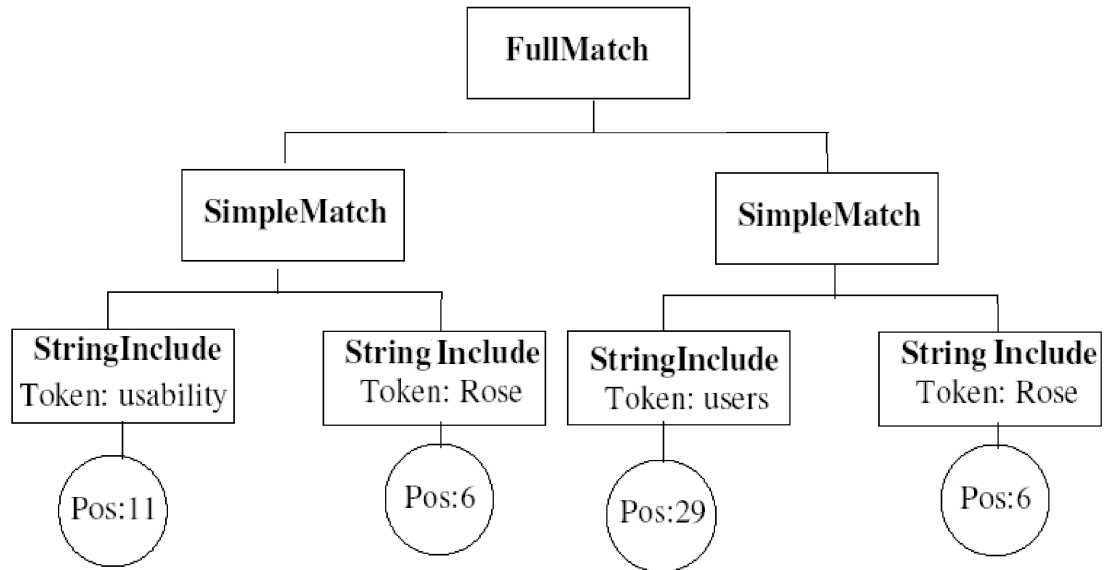 FullMatch
SimpleMatch
SimpleMatch
StringInclude
Token: usability
String Include
Token: Rose
StringInclude
Token: users
String Include
Token: Rose
Pos:11
Pos:6
Pos:29
Pos:6